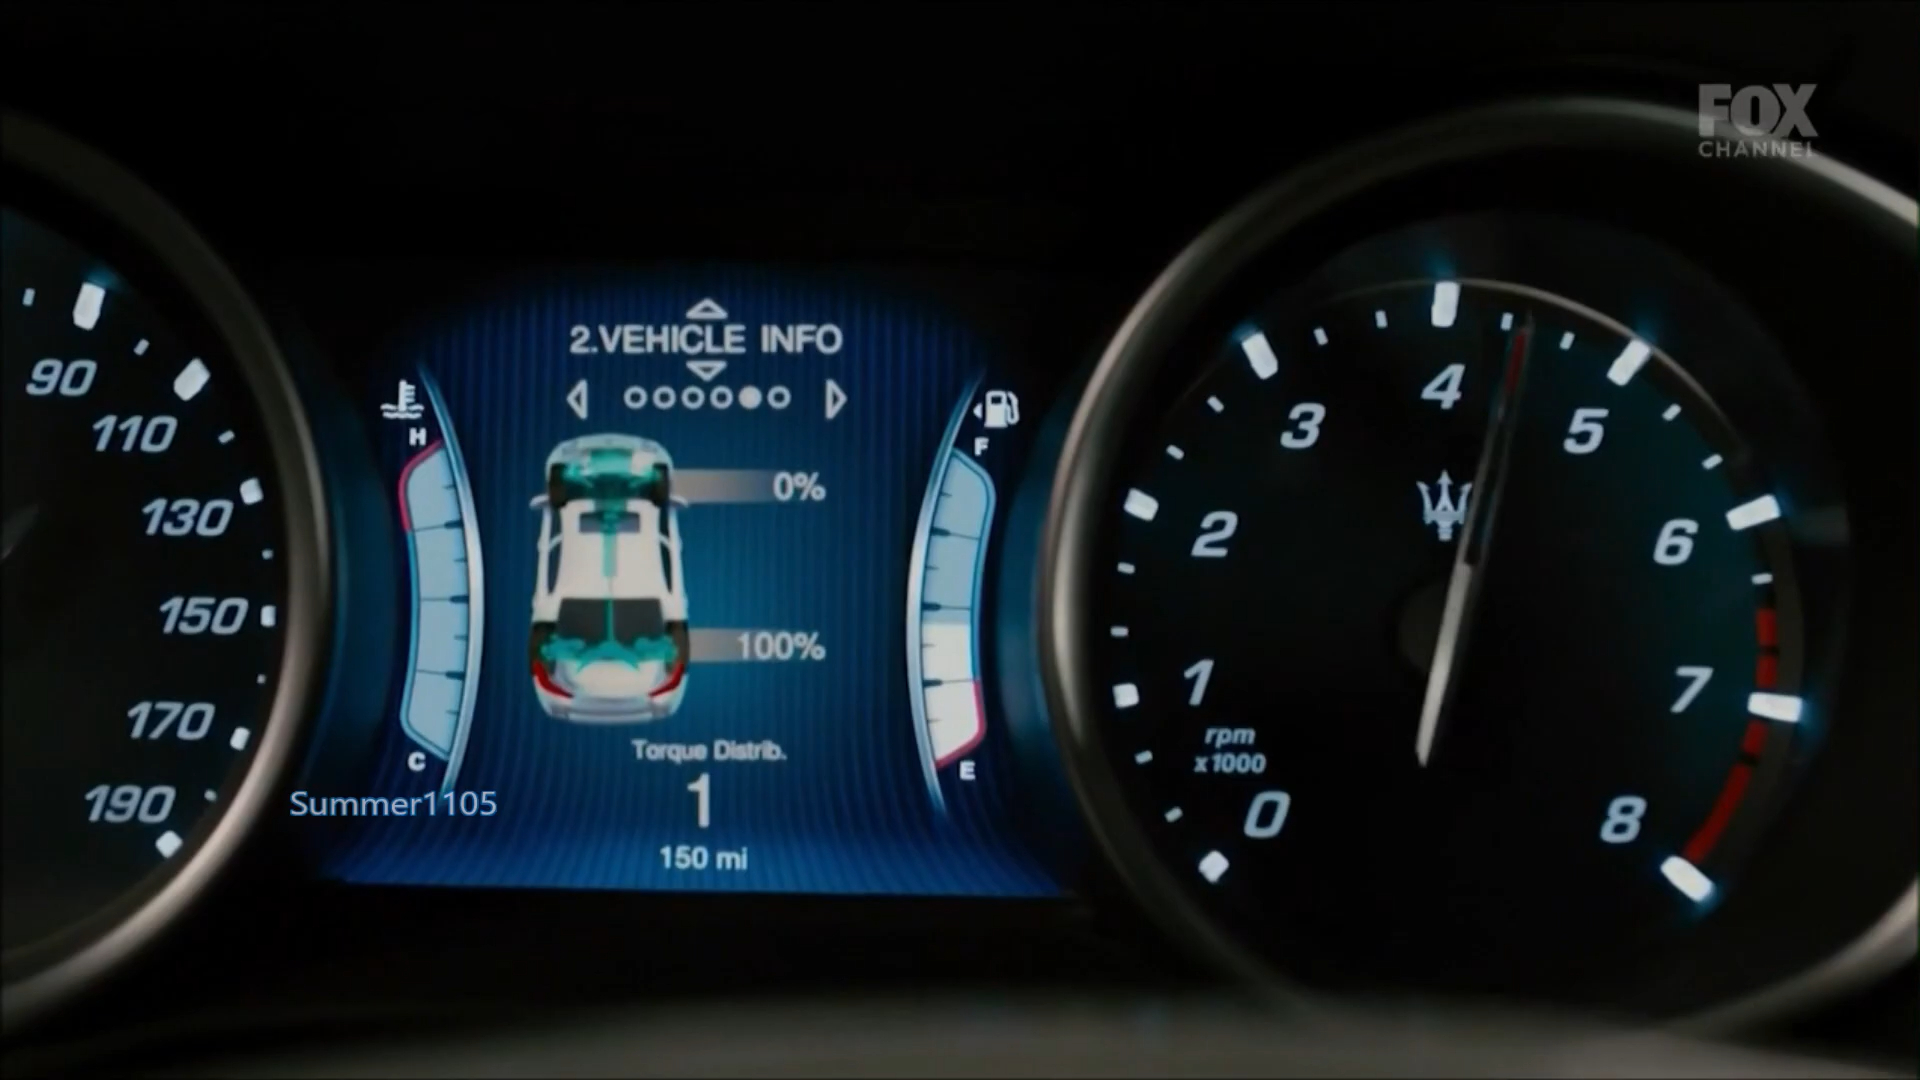 FOX
CHANNEL
2.VEHICLE INFO
H
F
0%
100%
C
E
Torque Distrib.
1
150 mi
Summer1105
90
110
130
150
170
190
0
1
2
3
4
5
6
7
8
rpm
x1000